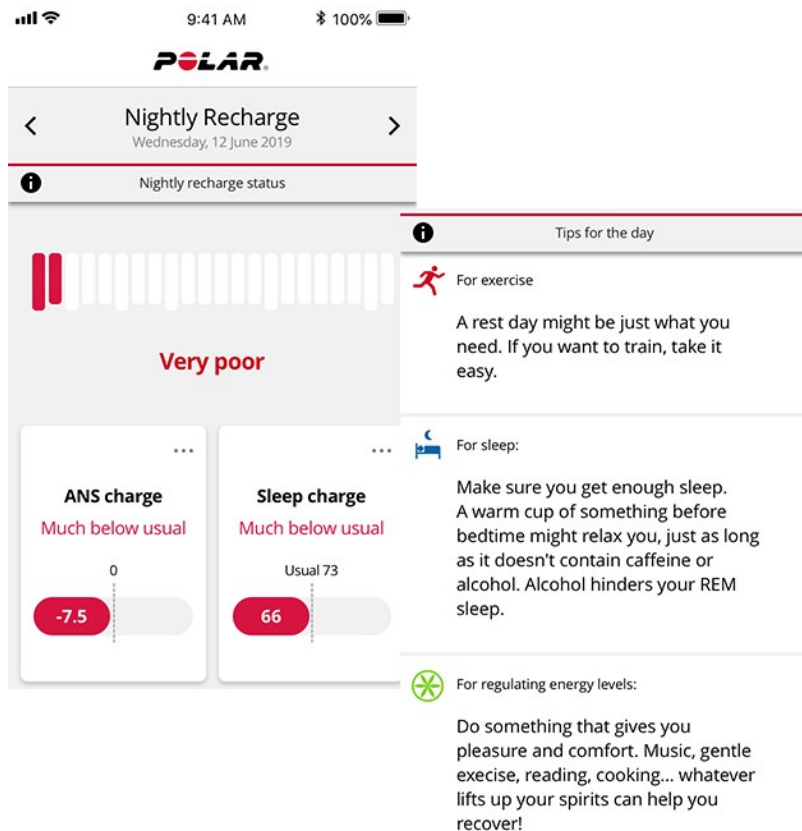 9:41 AM
100%
POLAR
Nightly Recharge
Wednesday, 12 June 2019
Nightly recharge status
Very poor
ANS charge
Much below usual
0
-7.5
Sleep charge
Much below usual
Usual 73
66
Tips for the day
For exercise
A rest day might be just what you
need. If you want to train, take it
easy.
For sleep:
Make sure you get enough sleep.
A warm cup of something before
bedtime might relax you, just as long
as it doesn't contain caffeine or
alcohol. Alcohol hinders your REM
sleep.
For regulating energy levels:
Do something that gives you
pleasure and comfort. Music, gentle
execise, reading, cooking... whatever
lifts up your spirits can help you
recover!